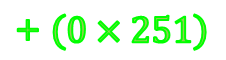 + (0 × 251)